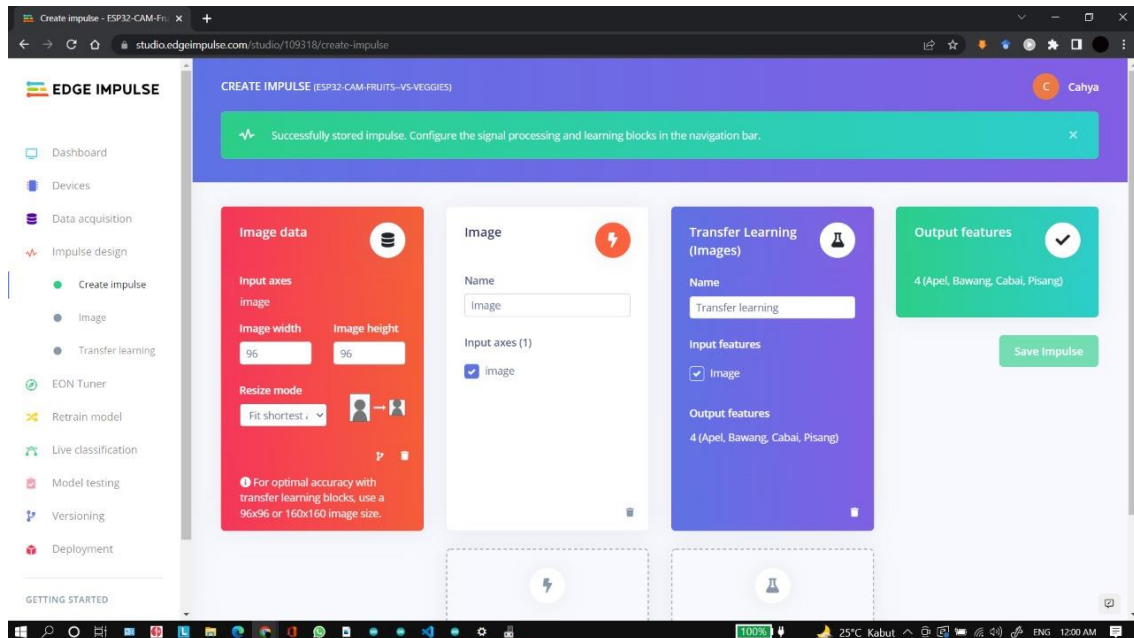 Create impulse - ESP32-CAM-Fru
studio.edgeimpulse.com/studio/109318/create-impulse
EDGE IMPULSE
Dashboard
Devices
Data acquisition
Impulse design
Create impulse
Image
Transfer learning
EON Tuner
Retrain model
Live classification
Model testing
Versioning
Deployment
GETTING STARTED
CREATE IMPULSE (ESP32-CAM-FRUITS--VS-VEGGIES)
C Cahya
Successfully stored impulse. Configure the signal processing and learning blocks in the navigation bar.
Image data
Input axes
image
Image width Image height
96 96
Resize mode
Fit shortest
For optimal accuracy with
transfer learning blocks, use a
96x96 or 160x160 image size.
Image
Name
Image
Input axes (1)
image
Transfer Learning
(Images)
Name
Transfer learning
Input features
Image
Output features
4 (Apel, Bawang, Cabai, Pisang)
Output features
4 (Apel, Bawang, Cabai, Pisang)
Save Impulse
100% 25°C Kabut ENG 12:00 AM